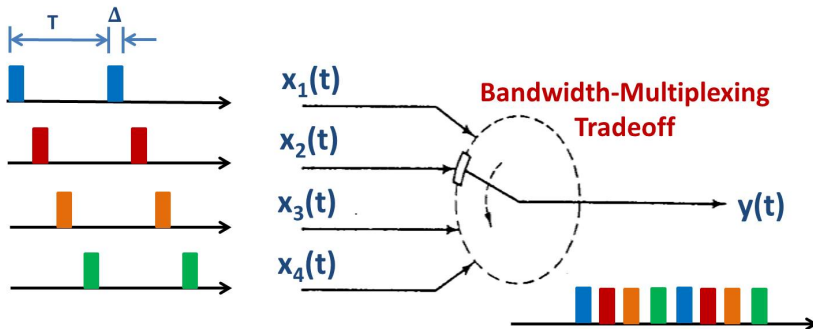 T
Δ
x₁(t)
x₂(t)
x₃(t)
x₄(t)
Bandwidth-Multiplexing
Tradeoff
y(t)